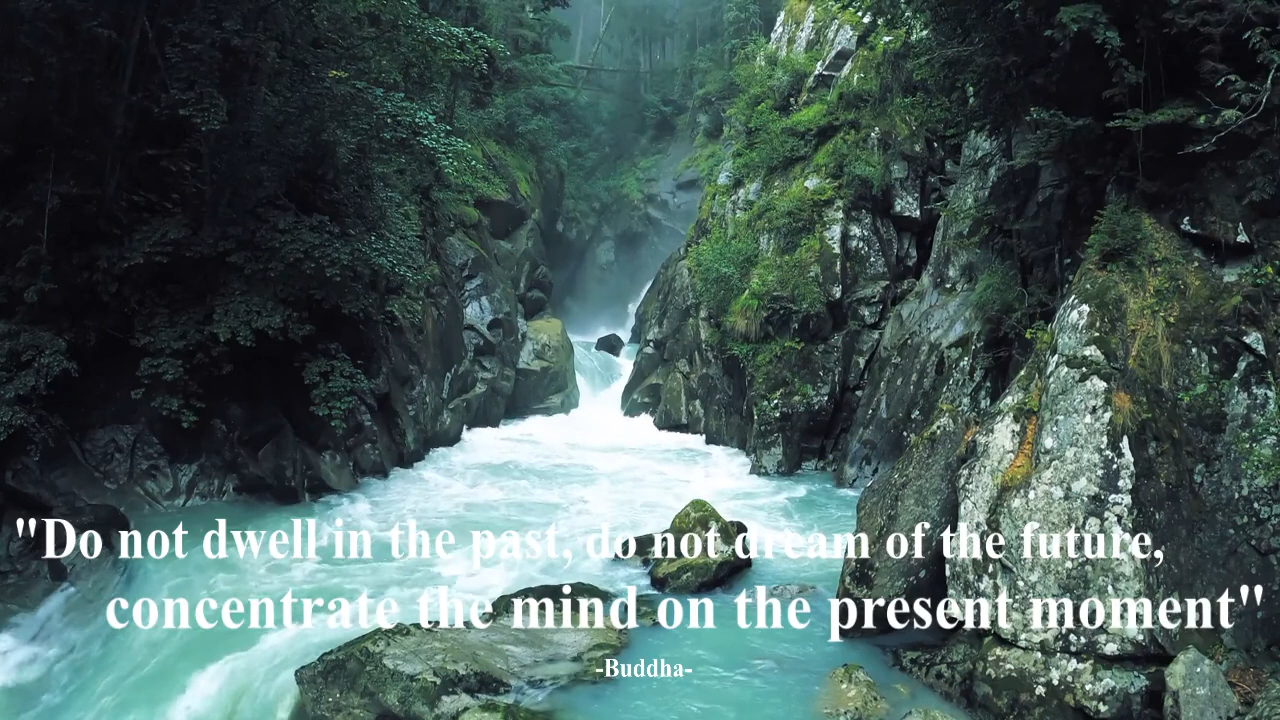 "Do not dwell in the past, do not dream of the future,
concentrate the mind on the present moment"
-Buddha-